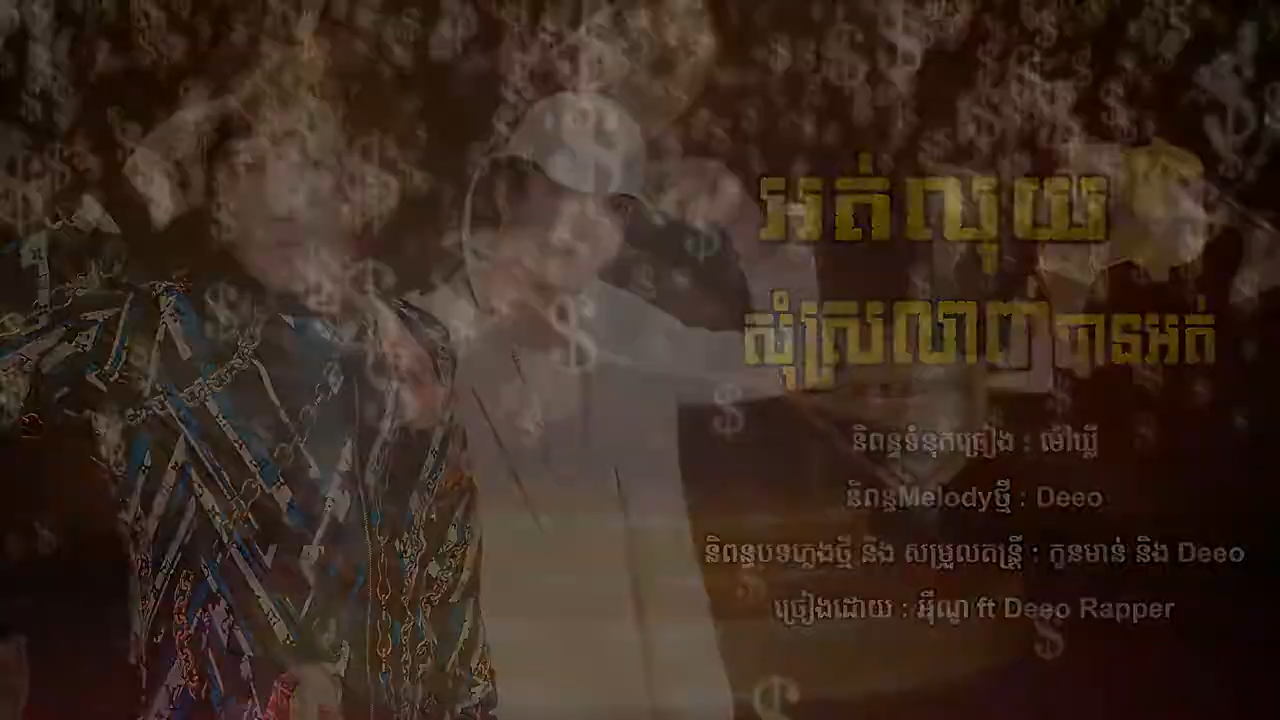 អត់លុយ
សុំស្រលាញ់បានអត់
និពន្ធទំនុកច្រៀង : ម៉ៅឃ្លី
និពន្ធMelodyថ្មី : Deeo
និពន្ធបទភ្លេងថ្មី និង សម្រួលតន្ត្រី : កូនមាន់ និង Deeo
ច្រៀងដោយ : អ៊ីណូ ft Deeo Rapper